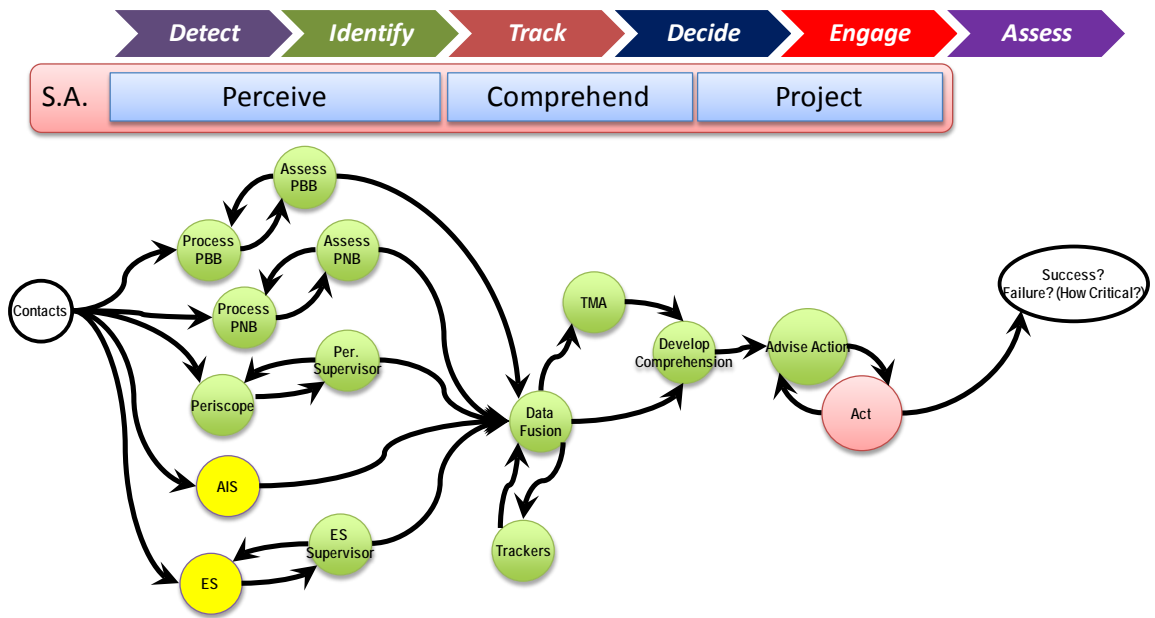 Detect
Identify
Track
Decide
Engage
Assess
S.A.
Perceive
Comprehend
Project
Assess
PBB
Process
PBB
Assess
PNB
Process
PNB
Contacts
Per.
Supervisor
Periscope
AIS
ES
Supervisor
ES
Data
Fusion
Trackers
TMA
Develop
Comprehension
Advise Action
Act
Success?
Failure? (How Critical?)